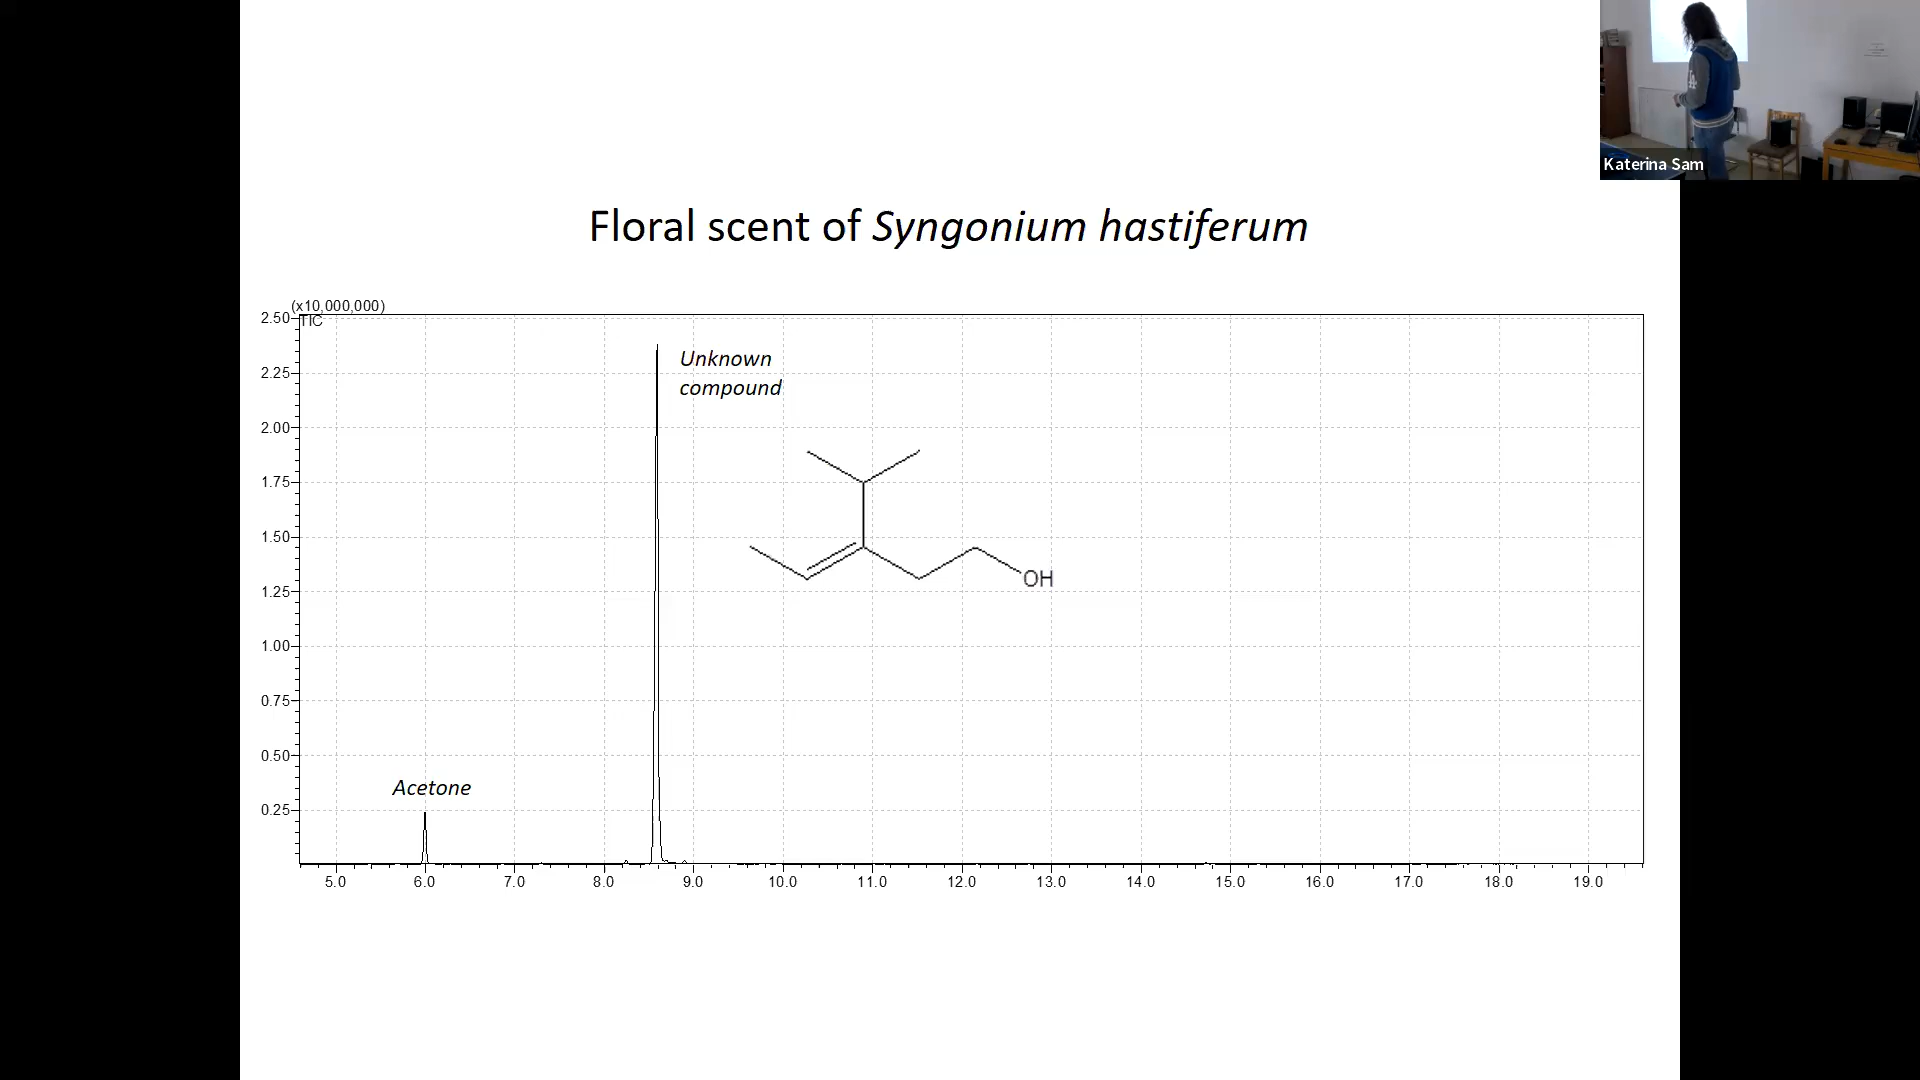 Katerina Sam
Floral scent of Syngonium hastiferum
(x10,000,000)
TIC
2.50
2.25
2.00
1.75
1.50
1.25
1.00
0.75
0.50
0.25
Unknown
compound
OH
Acetone
5.0 6.0 7.0 8.0 9.0 10.0 11.0 12.0 13.0 14.0 15.0 16.0 17.0 18.0 19.0